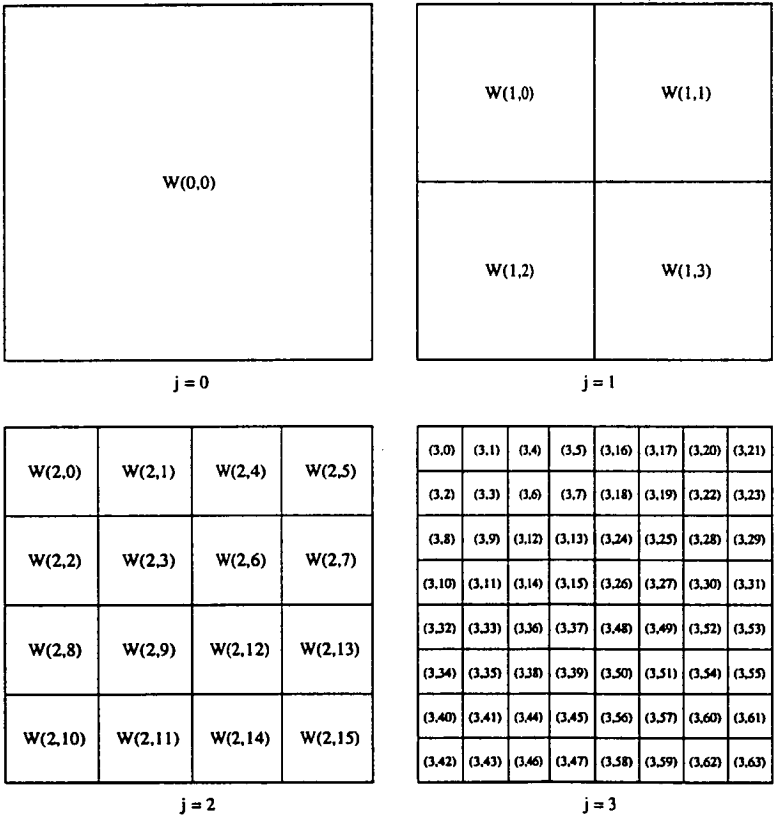 W(0,0)
W(1,0) W(1,1)
W(1,2) W(1,3)
j = 0 j = 1
W(2,0) W(2,1) W(2,4) W(2,5)
W(2,2) W(2,3) W(2,6) W(2,7)
W(2,8) W(2,9) W(2,12) W(2,13)
W(2,10) W(2,11) W(2,14) W(2,15)
j = 2
(3,0) (3,1) (3,4) (3,5) (3,16) (3,17) (3,20) (3,21)
(3,2) (3,3) (3,6) (3,7) (3,18) (3,19) (3,22) (3,23)
(3,8) (3,9) (3,12) (3,13) (3,24) (3,25) (3,28) (3,29)
(3,10) (3,11) (3,14) (3,15) (3,26) (3,27) (3,30) (3,31)
(3,32) (3,33) (3,36) (3,37) (3,48) (3,49) (3,52) (3,53)
(3,34) (3,35) (3,38) (3,39) (3,50) (3,51) (3,54) (3,55)
(3,40) (3,41) (3,44) (3,45) (3,56) (3,57) (3,60) (3,61)
(3,42) (3,43) (3,46) (3,47) (3,58) (3,59) (3,62) (3,63)
j = 3